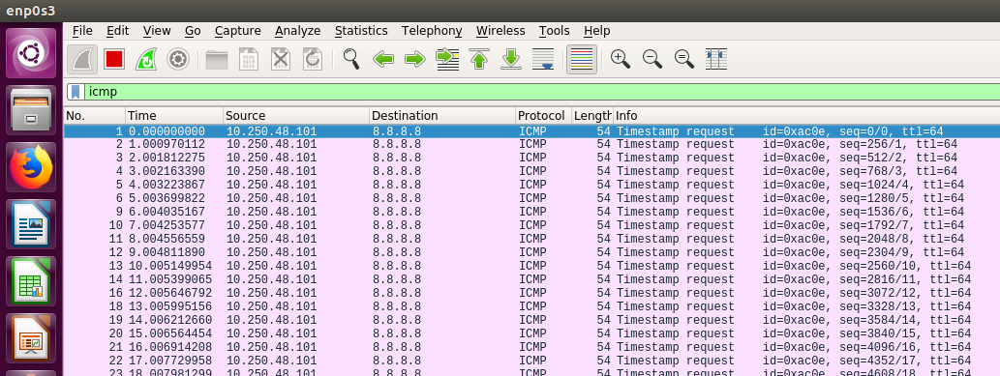 enp0s3
File Edit View Go Capture Analyze Statistics Telephony Wireless Tools Help
icmp
No. Time Source Destination Protocol Length Info
1 0.000000000 10.250.48.101 8.8.8.8 ICMP 54 Timestamp request id=0xac0e, seq=0/0, ttl=64
2 1.000970112 10.250.48.101 8.8.8.8 ICMP 54 Timestamp request id=0xac0e, seq=256/1, ttl=64
3 2.001812275 10.250.48.101 8.8.8.8 ICMP 54 Timestamp request id=0xac0e, seq=512/2, ttl=64
4 3.002163390 10.250.48.101 8.8.8.8 ICMP 54 Timestamp request id=0xac0e, seq=768/3, ttl=64
5 4.003223867 10.250.48.101 8.8.8.8 ICMP 54 Timestamp request id=0xac0e, seq=1024/4, ttl=64
6 5.003699822 10.250.48.101 8.8.8.8 ICMP 54 Timestamp request id=0xac0e, seq=1280/5, ttl=64
9 6.004035167 10.250.48.101 8.8.8.8 ICMP 54 Timestamp request id=0xac0e, seq=1536/6, ttl=64
10 7.004253577 10.250.48.101 8.8.8.8 ICMP 54 Timestamp request id=0xac0e, seq=1792/7, ttl=64
11 8.004556559 10.250.48.101 8.8.8.8 ICMP 54 Timestamp request id=0xac0e, seq=2048/8, ttl=64
12 9.004811890 10.250.48.101 8.8.8.8 ICMP 54 Timestamp request id=0xac0e, seq=2304/9, ttl=64
13 10.005149954 10.250.48.101 8.8.8.8 ICMP 54 Timestamp request id=0xac0e, seq=2560/10, ttl=64
14 11.005399065 10.250.48.101 8.8.8.8 ICMP 54 Timestamp request id=0xac0e, seq=2816/11, ttl=64
16 12.005646792 10.250.48.101 8.8.8.8 ICMP 54 Timestamp request id=0xac0e, seq=3072/12, ttl=64
18 13.005995156 10.250.48.101 8.8.8.8 ICMP 54 Timestamp request id=0xac0e, seq=3328/13, ttl=64
19 14.006212660 10.250.48.101 8.8.8.8 ICMP 54 Timestamp request id=0xac0e, seq=3584/14, ttl=64
20 15.006564454 10.250.48.101 8.8.8.8 ICMP 54 Timestamp request id=0xac0e, seq=3840/15, ttl=64
21 16.006914208 10.250.48.101 8.8.8.8 ICMP 54 Timestamp request id=0xac0e, seq=4096/16, ttl=64
22 17.007729958 10.250.48.101 8.8.8.8 ICMP 54 Timestamp request id=0xac0e, seq=4352/17, ttl=64
23 18.007981299 10.250.48.101 8.8.8.8 ICMP 54 Timestamp request id=0xac0e, seq=4608/18, ttl=64